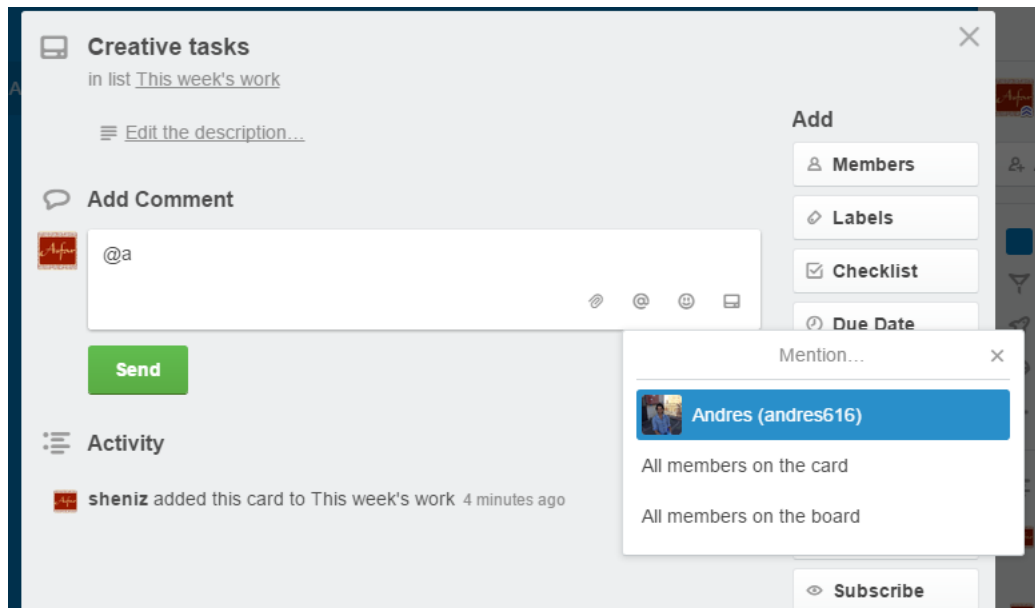 Creative tasks
in list This week's work
Edit the description…
Add
Members
Labels
Checklist
Due Date
Add Comment
@a
Send
Mention…
Andres (andres616)
All members on the card
All members on the board
Activity
sheniz added this card to This week's work 4 minutes ago
Subscribe